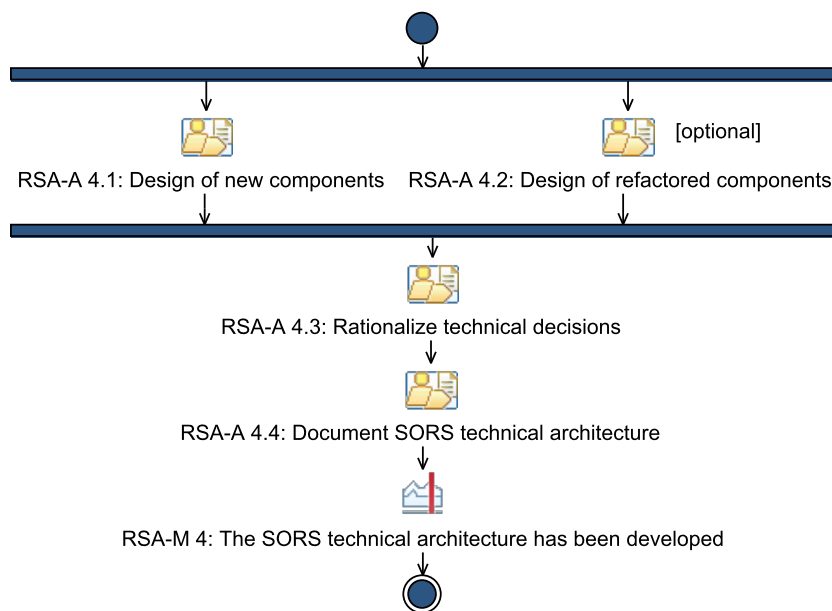 [optional]
RSA-A 4.1: Design of new components
RSA-A 4.2: Design of refactored components
RSA-A 4.3: Rationalize technical decisions
RSA-A 4.4: Document SORS technical architecture
RSA-M 4: The SORS technical architecture has been developed